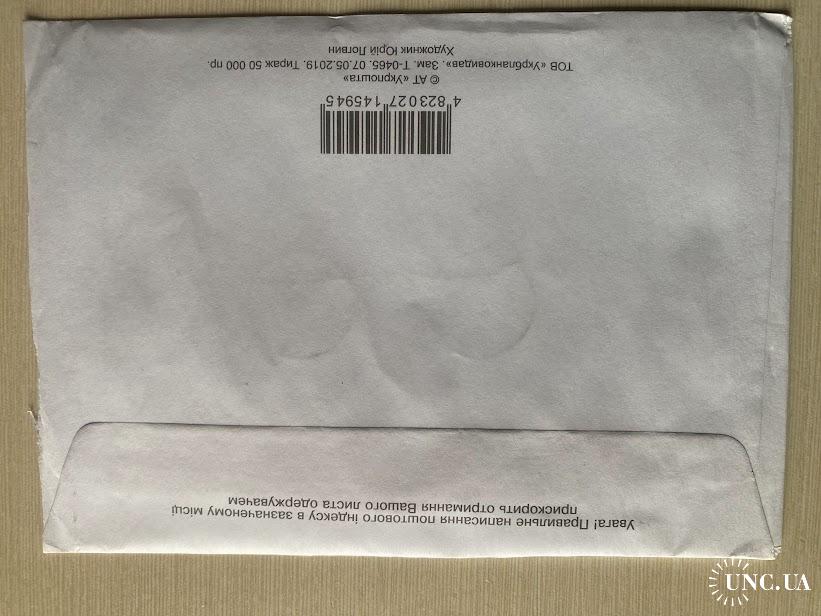 Увага! Правильне написання поштового індексу в зазначеному місці
прискорить отримання Вашого листа одержувачем
4 823027 145945
© АТ «Укрпошта»
ТОВ «Укрбланковидав». Зам. Т-0465. 07.05.2019. Тираж 50 000 пр.
Художник Юрій Логвин
UNC.UA